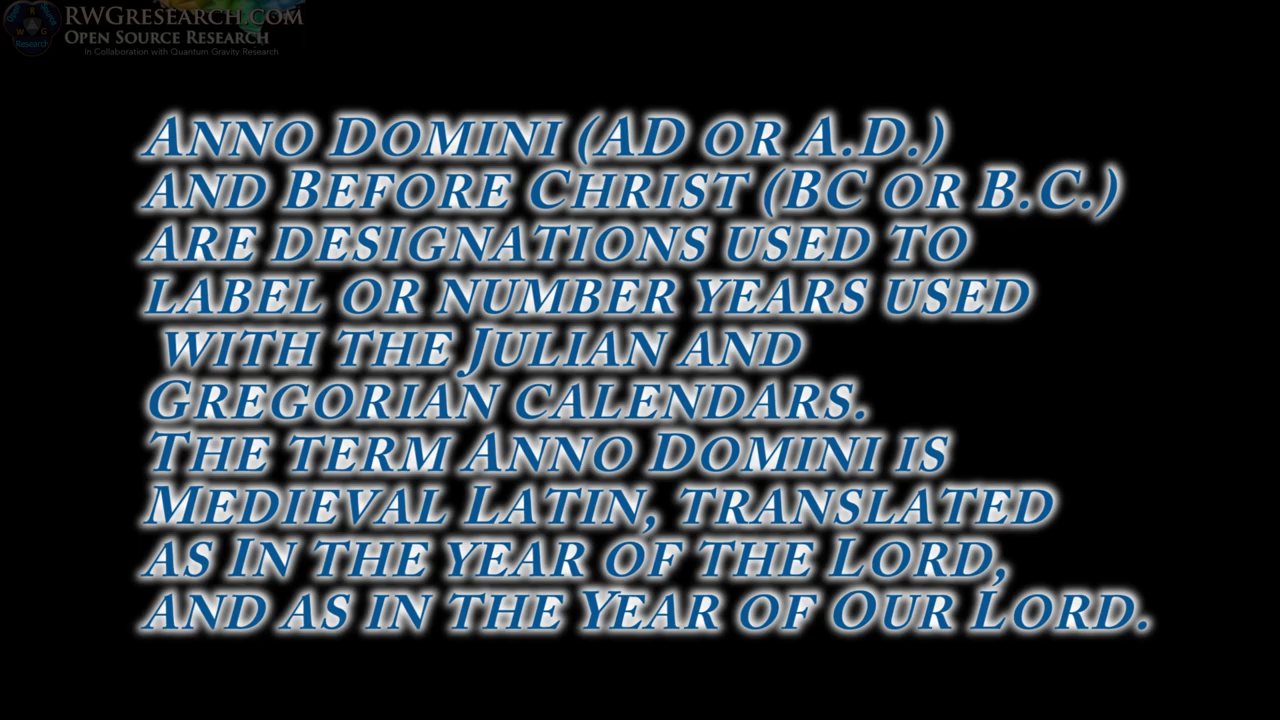 RWGresearch.com
Open Source Research
In Collaboration with Quantum Gravity Research
R
W G
Research
Anno Domini (AD or A.D.)
and Before Christ (BC or B.C.)
are designations used to
label or number years used
with the Julian and
Gregorian calendars.
The term Anno Domini is
Medieval Latin, translated
as In the year of the Lord,
and as in the Year of Our Lord.